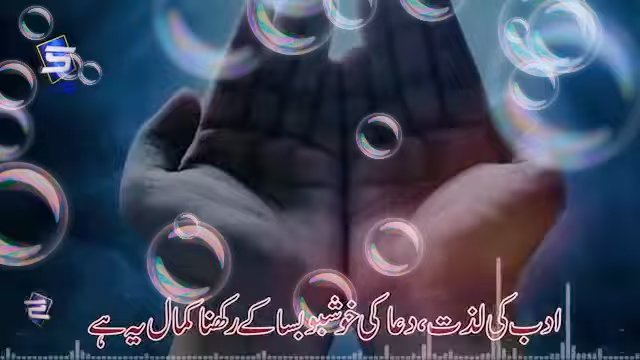 ادب کی لذت، دعا کی خوشبو بسا کے رکھنا کمال یہ ہے